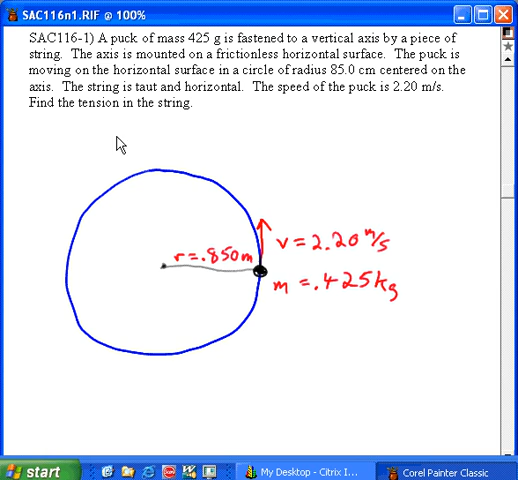 SAC116n1.RIF @ 100%
SAC116-1) A puck of mass 425 g is fastened to a vertical axis by a piece of
string. The axis is mounted on a frictionless horizontal surface. The puck is
moving on the horizontal surface in a circle of radius 85.0 cm centered on the
axis. The string is taut and horizontal. The speed of the puck is 2.20 m/s.
Find the tension in the string.
v = 2.20 m/s
r = .850m
m = .425kg
start
My Desktop - Citrix I...
Corel Painter Classic